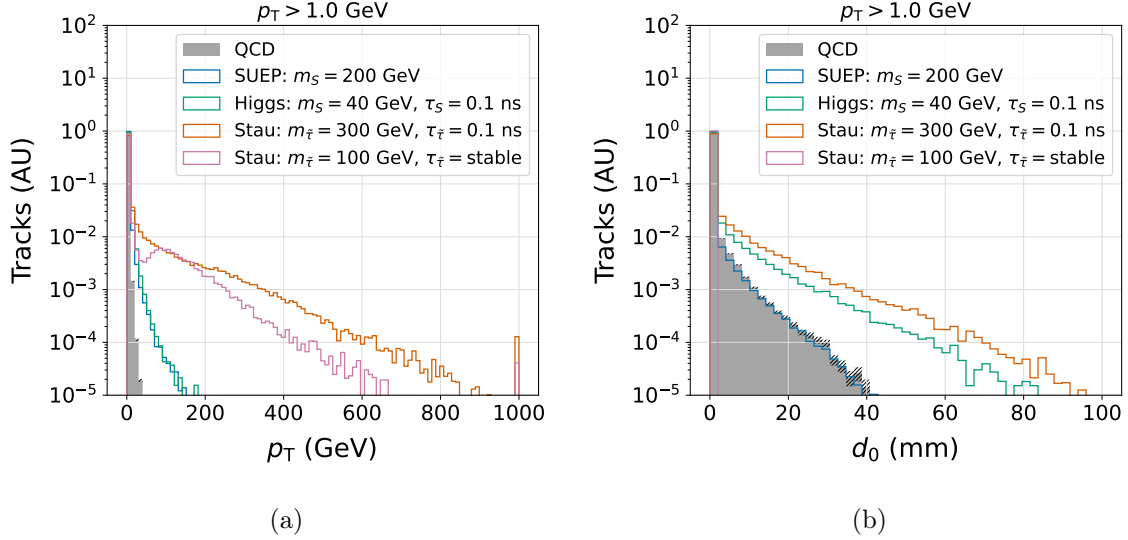 p_T > 1.0 GeV
QCD
SUEP: m_S = 200 GeV
Higgs: m_S = 40 GeV, τ_S = 0.1 ns
Stau: m_τ̃ = 300 GeV, τ_τ̃ = 0.1 ns
Stau: m_τ̃ = 100 GeV, τ_τ̃ = stable
10^2
10^1
10^0
10^-1
10^-2
10^-3
10^-4
10^-5
Tracks (AU)
0 200 400 600 800 1000
p_T (GeV)
(a)
p_T > 1.0 GeV
QCD
SUEP: m_S = 200 GeV
Higgs: m_S = 40 GeV, τ_S = 0.1 ns
Stau: m_τ̃ = 300 GeV, τ_τ̃ = 0.1 ns
Stau: m_τ̃ = 100 GeV, τ_τ̃ = stable
10^2
10^1
10^0
10^-1
10^-2
10^-3
10^-4
10^-5
Tracks (AU)
0 20 40 60 80 100
d_0 (mm)
(b)